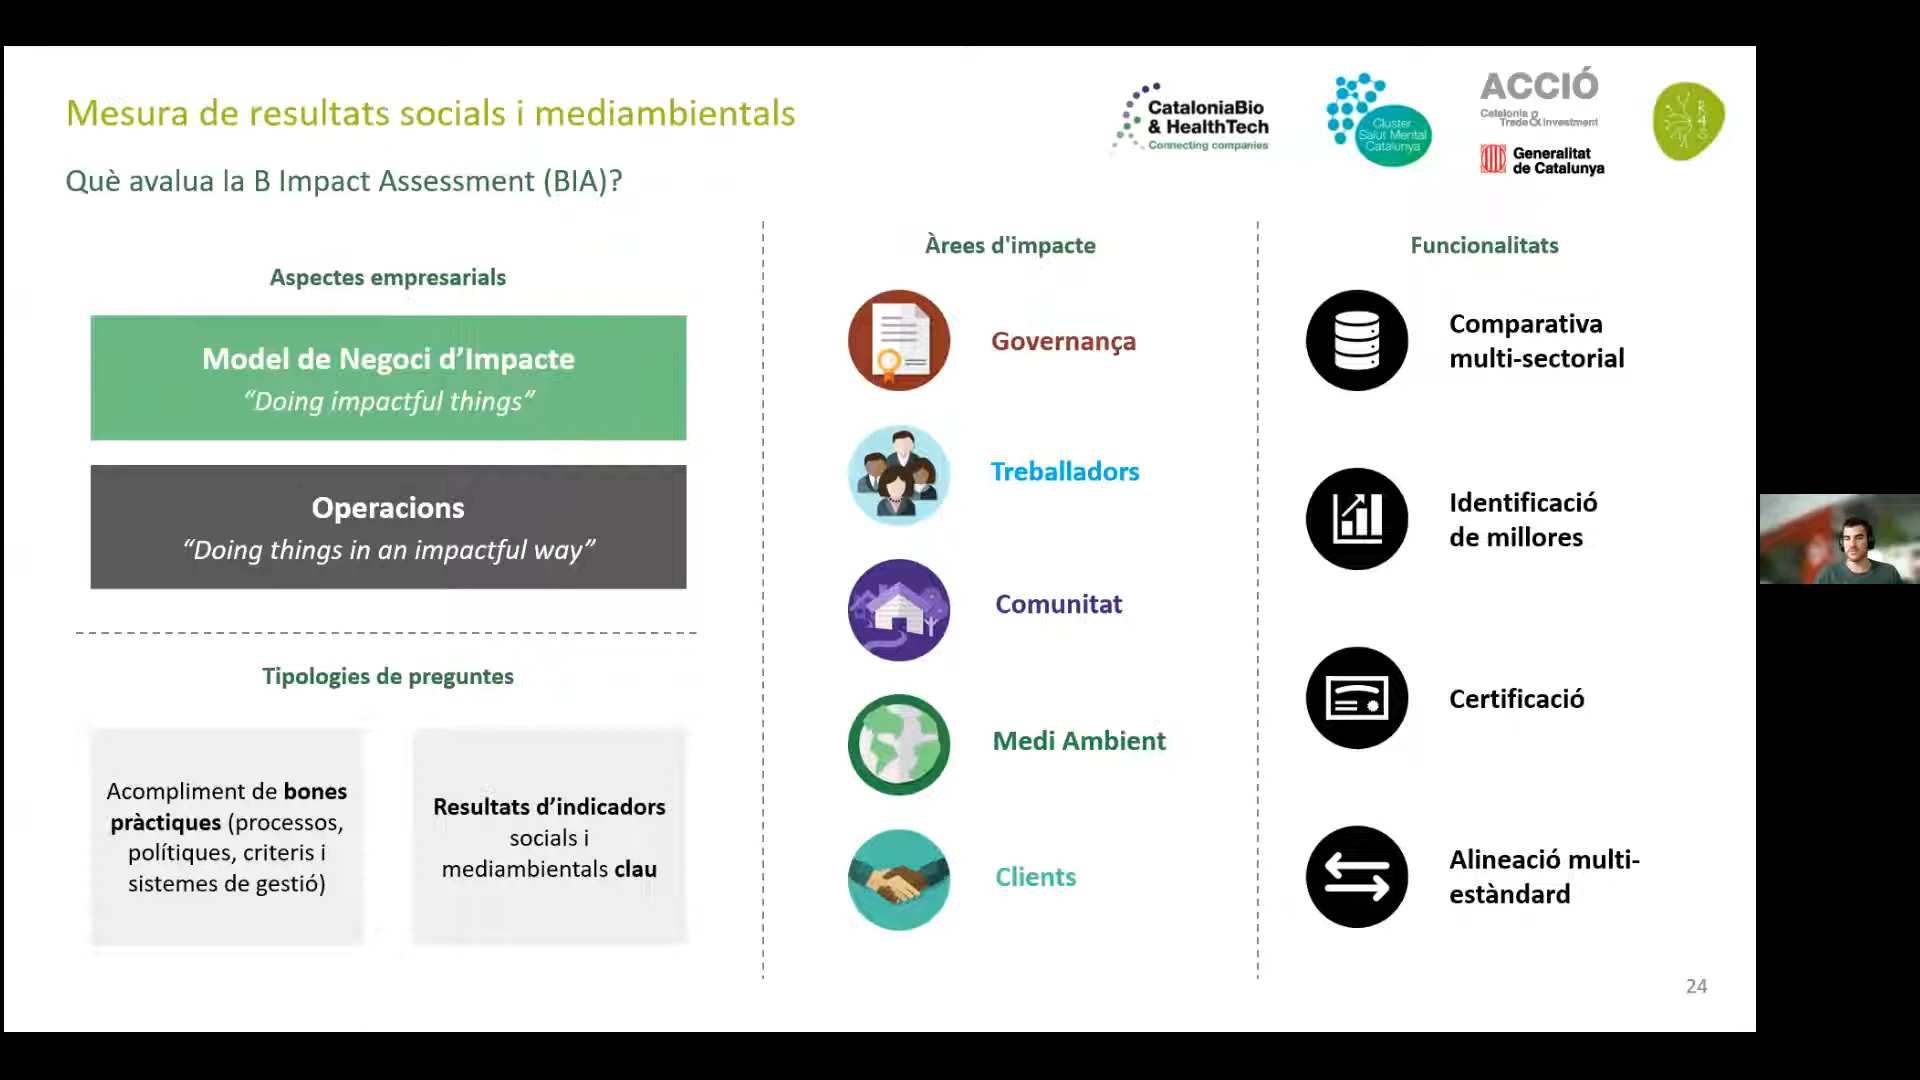 Mesura de resultats socials i mediambientals
Què avalua la B Impact Assessment (BIA)?
CataloniaBio
& HealthTech
Connecting companies
Cluster
Salut Mental
Catalunya
ACCIÓ
Catalonia
Trade & Investment
Generalitat
de Catalunya
Aspectes empresarials
Model de Negoci d’Impacte
“Doing impactful things”
Operacions
“Doing things in an impactful way”
Tipologies de preguntes
Acompliment de bones
pràctiques (processos,
polítiques, criteris i
sistemes de gestió)
Resultats d’indicadors
socials i
mediambientals clau
Àrees d'impacte
Governança
Treballadors
Comunitat
Medi Ambient
Clients
Funcionalitats
Comparativa
multi-sectorial
Identificació
de millores
Certificació
Alineació multi-
estàndard
24